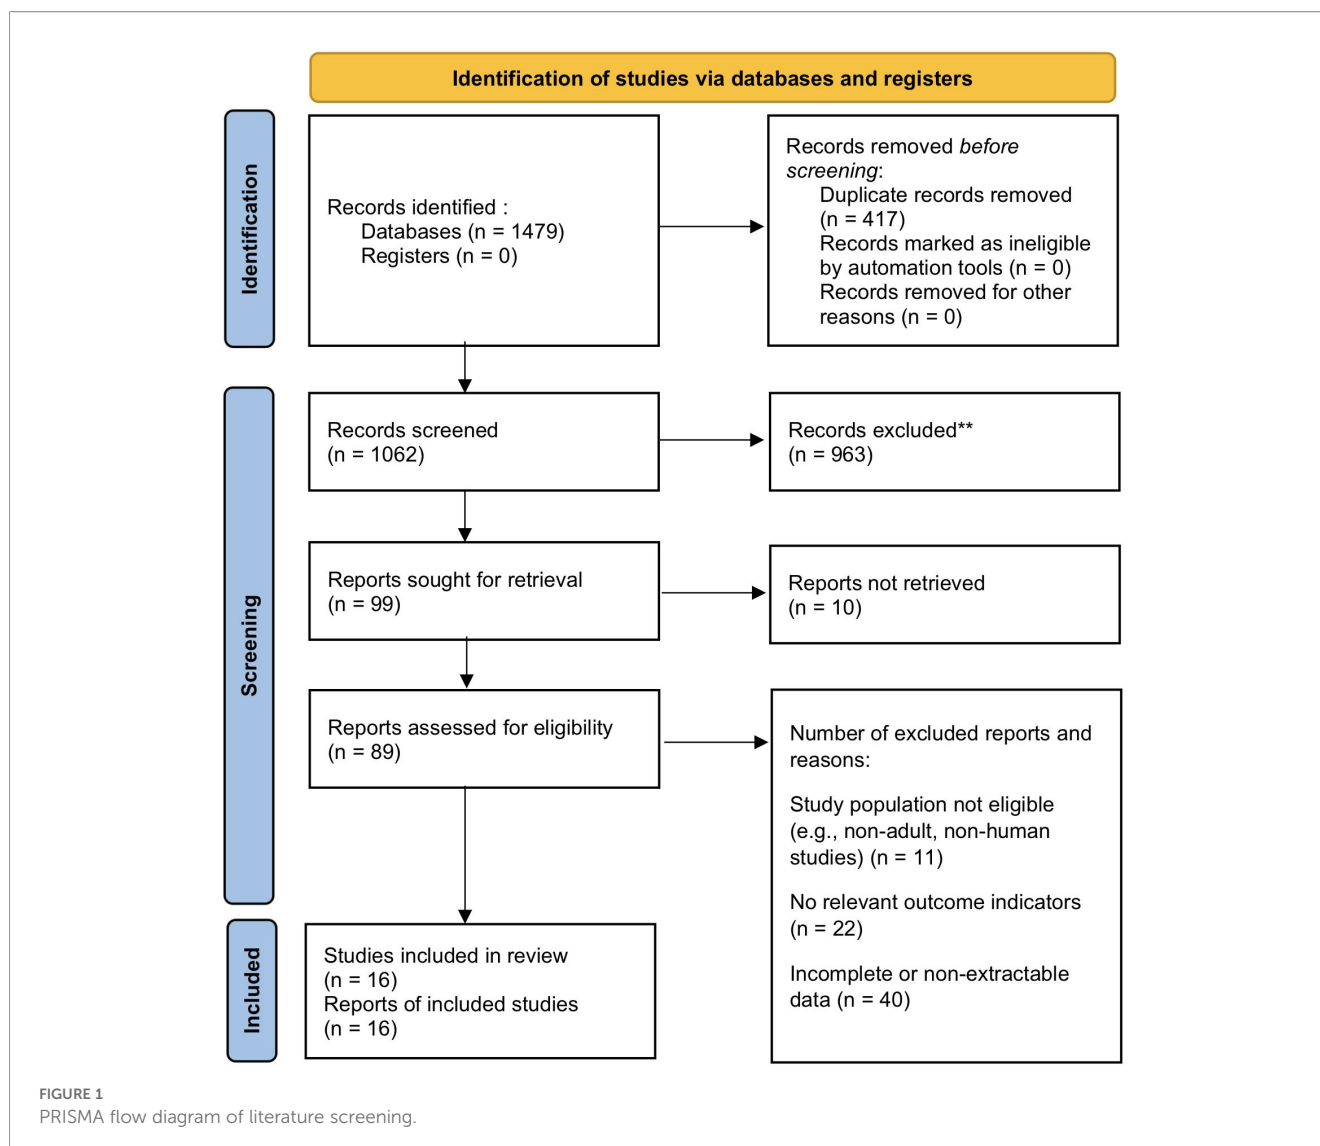 Identification of studies via databases and registers
Identification
Records identified :
Databases (n = 1479)
Registers (n = 0)
Records removed before
screening:
Duplicate records removed
(n = 417)
Records marked as ineligible
by automation tools (n = 0)
Records removed for other
reasons (n = 0)
Screening
Records screened
(n = 1062)
Records excluded**
(n = 963)
Reports sought for retrieval
(n = 99)
Reports not retrieved
(n = 10)
Reports assessed for eligibility
(n = 89)
Number of excluded reports and
reasons:
Study population not eligible
(e.g., non-adult, non-human
studies) (n = 11)
No relevant outcome indicators
(n = 22)
Incomplete or non-extractable
data (n = 40)
Included
Studies included in review
(n = 16)
Reports of included studies
(n = 16)
FIGURE 1
PRISMA flow diagram of literature screening.